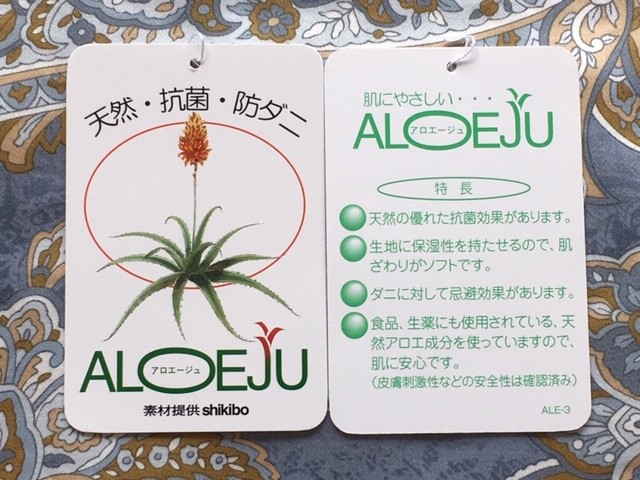 天然・抗菌・防ダニ
ALOEJU
アロエージュ
素材提供 shikibo
肌にやさしい・・・
ALOEJU
アロエージュ
特長
天然の優れた抗菌効果があります。
生地に保湿性を持たせるので、肌
ざわりがソフトです。
ダニに対して忌避効果があります。
食品、生薬にも使用されている、天
然アロエ成分を使っていますので、
肌に安心です。
(皮膚刺激性などの安全性は確認済み)
ALE-3